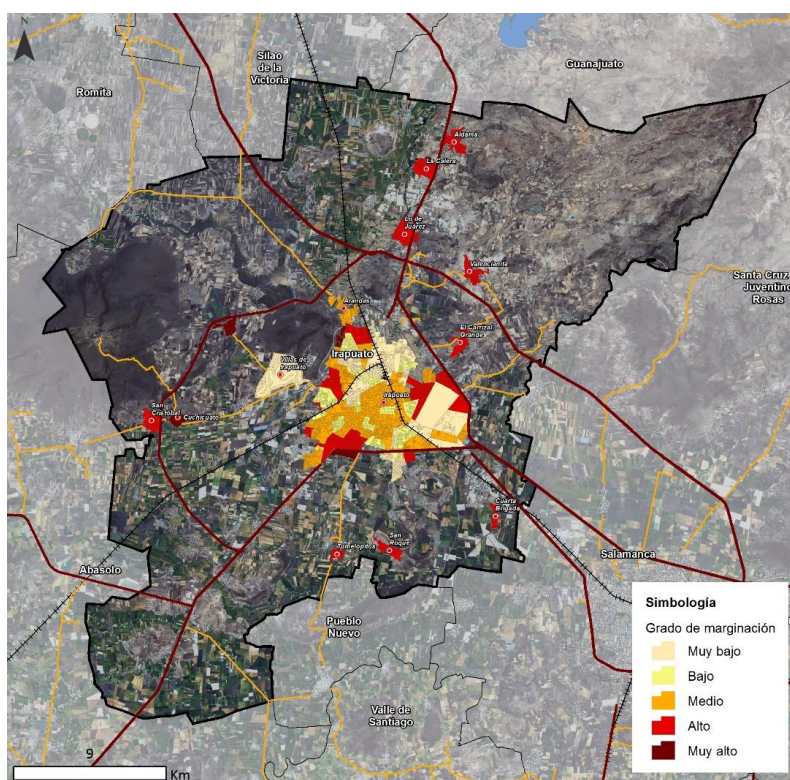 N
Silao
de la
Victoria
Guanajuato
Romita
Aldama
La Calera
Lo de
Juárez
Valencianita
Santa Cruz
Juventino
Rosas
Arandas
El Carrizal
Grande
Irapuato
Villas de
Irapuato
Irapuato
San
Cristóbal
Cuchicuato
Cuarta
Brigada
San
Roque
Tomelopitos
Salamanca
Abasolo
Pueblo
Nuevo
Valle de
Santiago
9
Km
Simbología
Grado de marginación
Muy bajo
Bajo
Medio
Alto
Muy alto